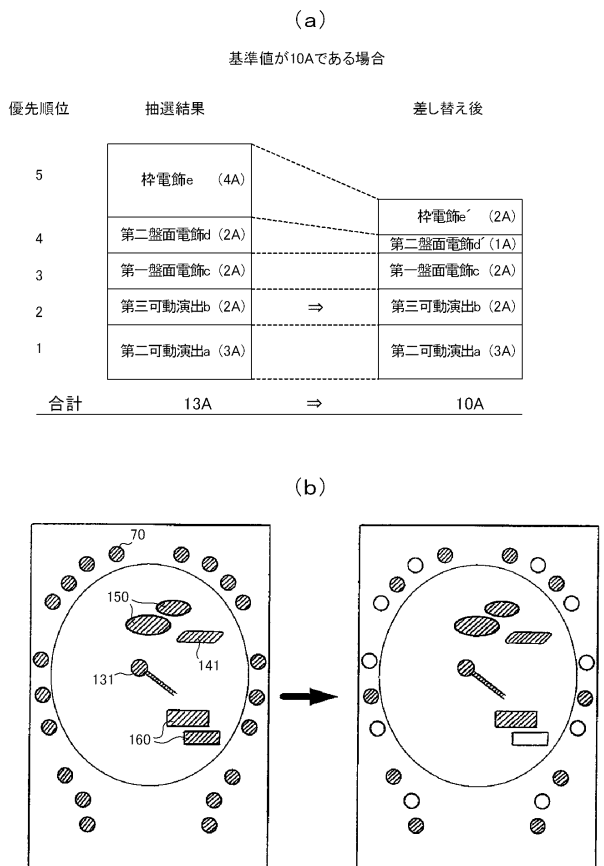 (a)
基準値が10Aである場合
優先順位 抽選結果 差し替え後
5 枠電飾e (4A) 枠電飾e´ (2A)
4 第二盤面電飾d (2A) 第二盤面電飾d´ (1A)
3 第一盤面電飾c (2A) 第一盤面電飾c (2A)
2 第三可動演出b (2A) ⇒ 第三可動演出b (2A)
1 第二可動演出a (3A) 第二可動演出a (3A)
合計 13A ⇒ 10A
(b)
70
150
131
141
160